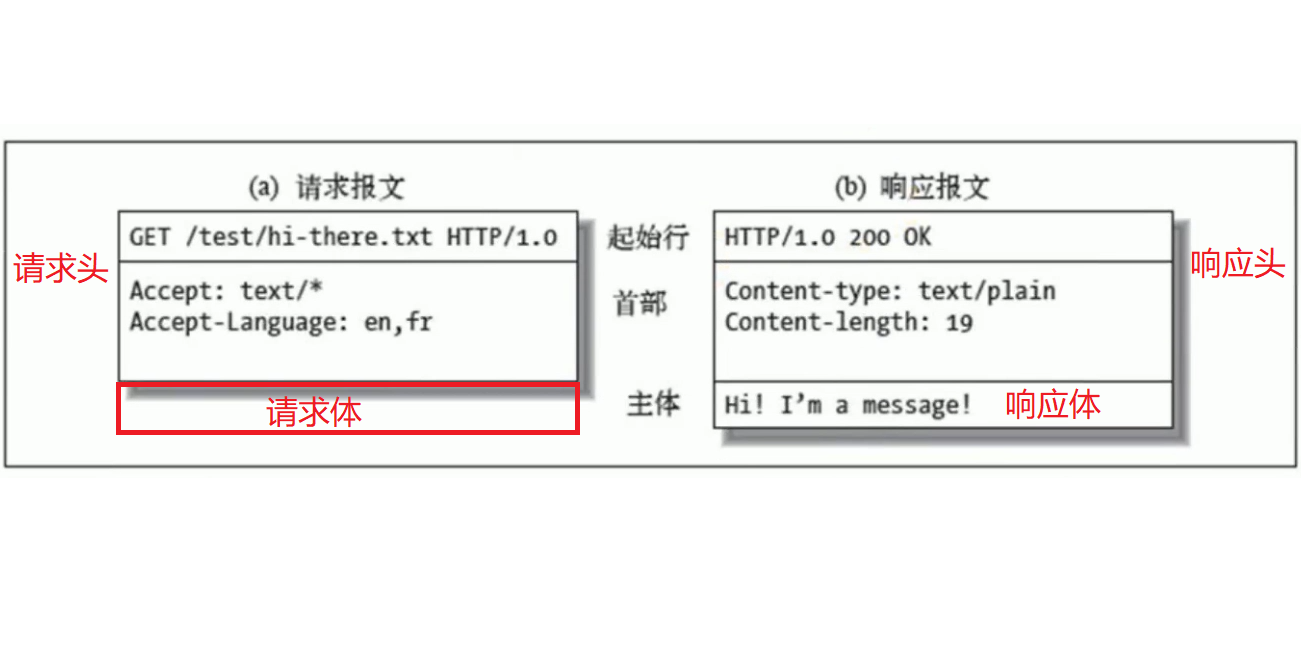 (a) 请求报文
(b) 响应报文
GET /test/hi-there.txt HTTP/1.0
起始行
HTTP/1.0 200 OK
请求头
响应头
Accept: text/*
Accept-Language: en,fr
首部
Content-type: text/plain
Content-length: 19
请求体
主体
Hi! I'm a message!
响应体